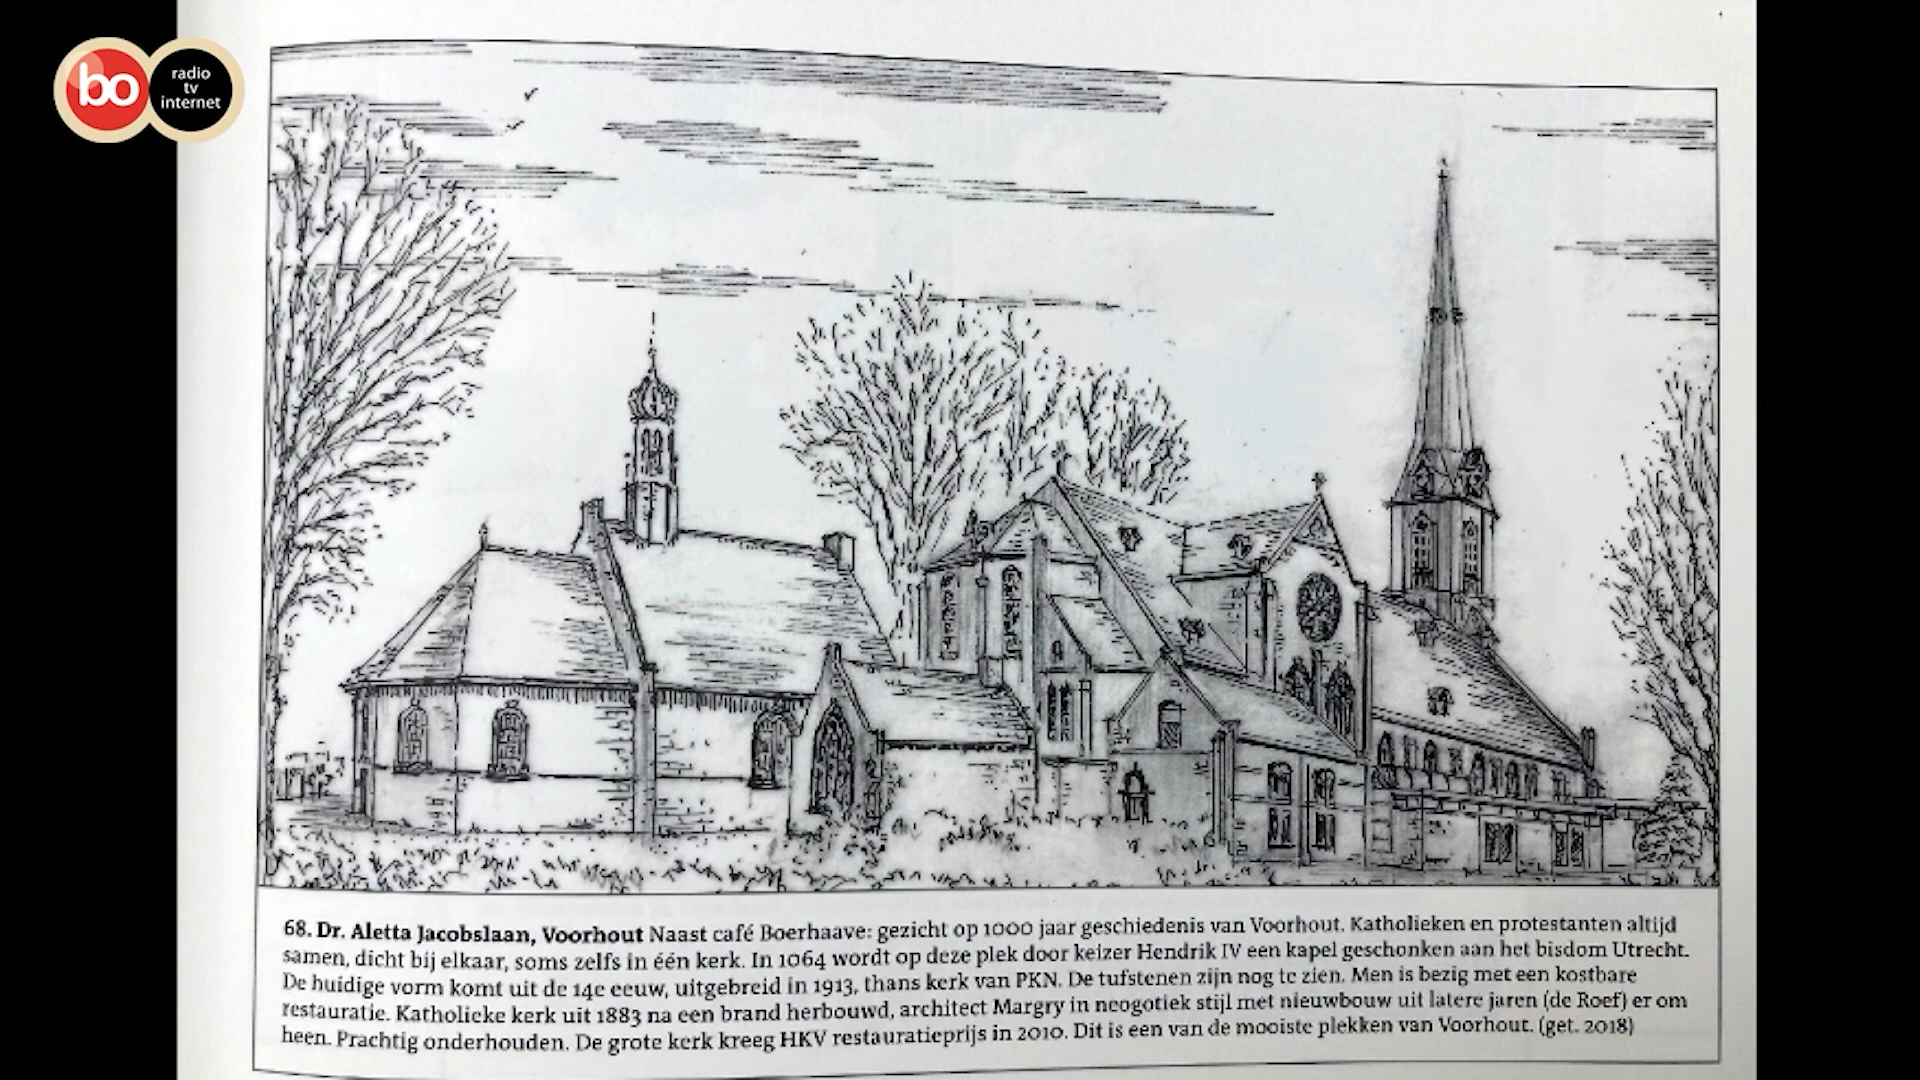 bo
radio
tv
internet
68. Dr. Aletta Jacobslaan, Voorhout Naast café Boerhaave: gezicht op 1000 jaar geschiedenis van Voorhout. Katholieken en protestanten altijd
samen, dicht bij elkaar, soms zelfs in één kerk. In 1064 wordt op deze plek door keizer Hendrik IV een kapel geschonken aan het bisdom Utrecht.
De huidige vorm komt uit de 14e eeuw, uitgebreid in 1913, thans kerk van PKN. De tufstenen zijn nog te zien. Men is bezig met een kostbare
restauratie. Katholieke kerk uit 1883 na een brand herbouwd, architect Margry in neogotiek stijl met nieuwbouw uit latere jaren (de Roef) er om
heen. Prachtig onderhouden. De grote kerk kreeg HKV restauratieprijs in 2010. Dit is een van de mooiste plekken van Voorhout. (get. 2018)